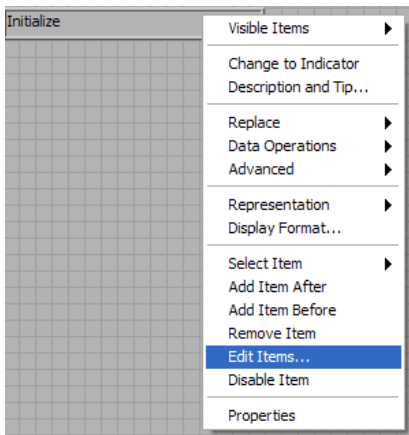 Initialize
Visible Items
Change to Indicator
Description and Tip...
Replace
Data Operations
Advanced
Representation
Display Format...
Select Item
Add Item After
Add Item Before
Remove Item
Edit Items...
Disable Item
Properties